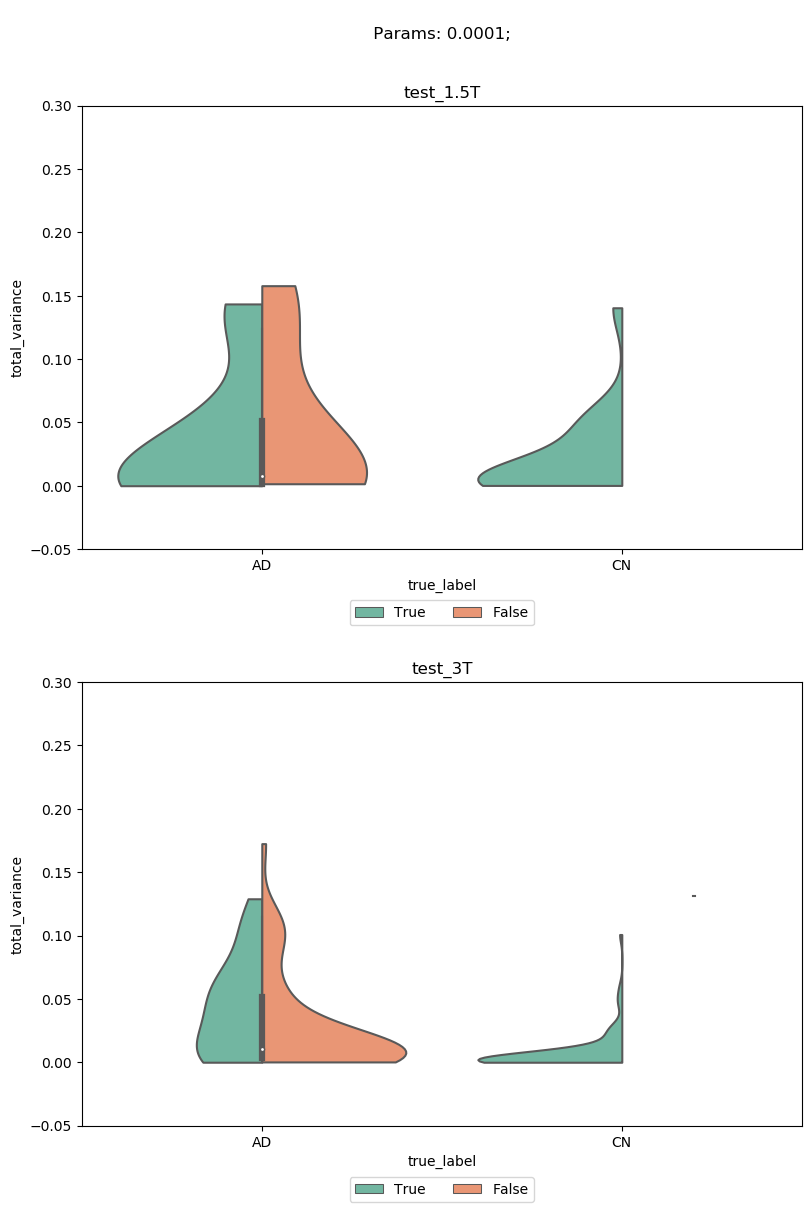 Params: 0.0001;
test_1.5T
0.30
0.25
0.20
0.15
0.10
0.05
0.00
−0.05
total_variance
AD CN
true_label
True False
test_3T
0.30
0.25
0.20
0.15
0.10
0.05
0.00
−0.05
total_variance
AD CN
true_label
True False